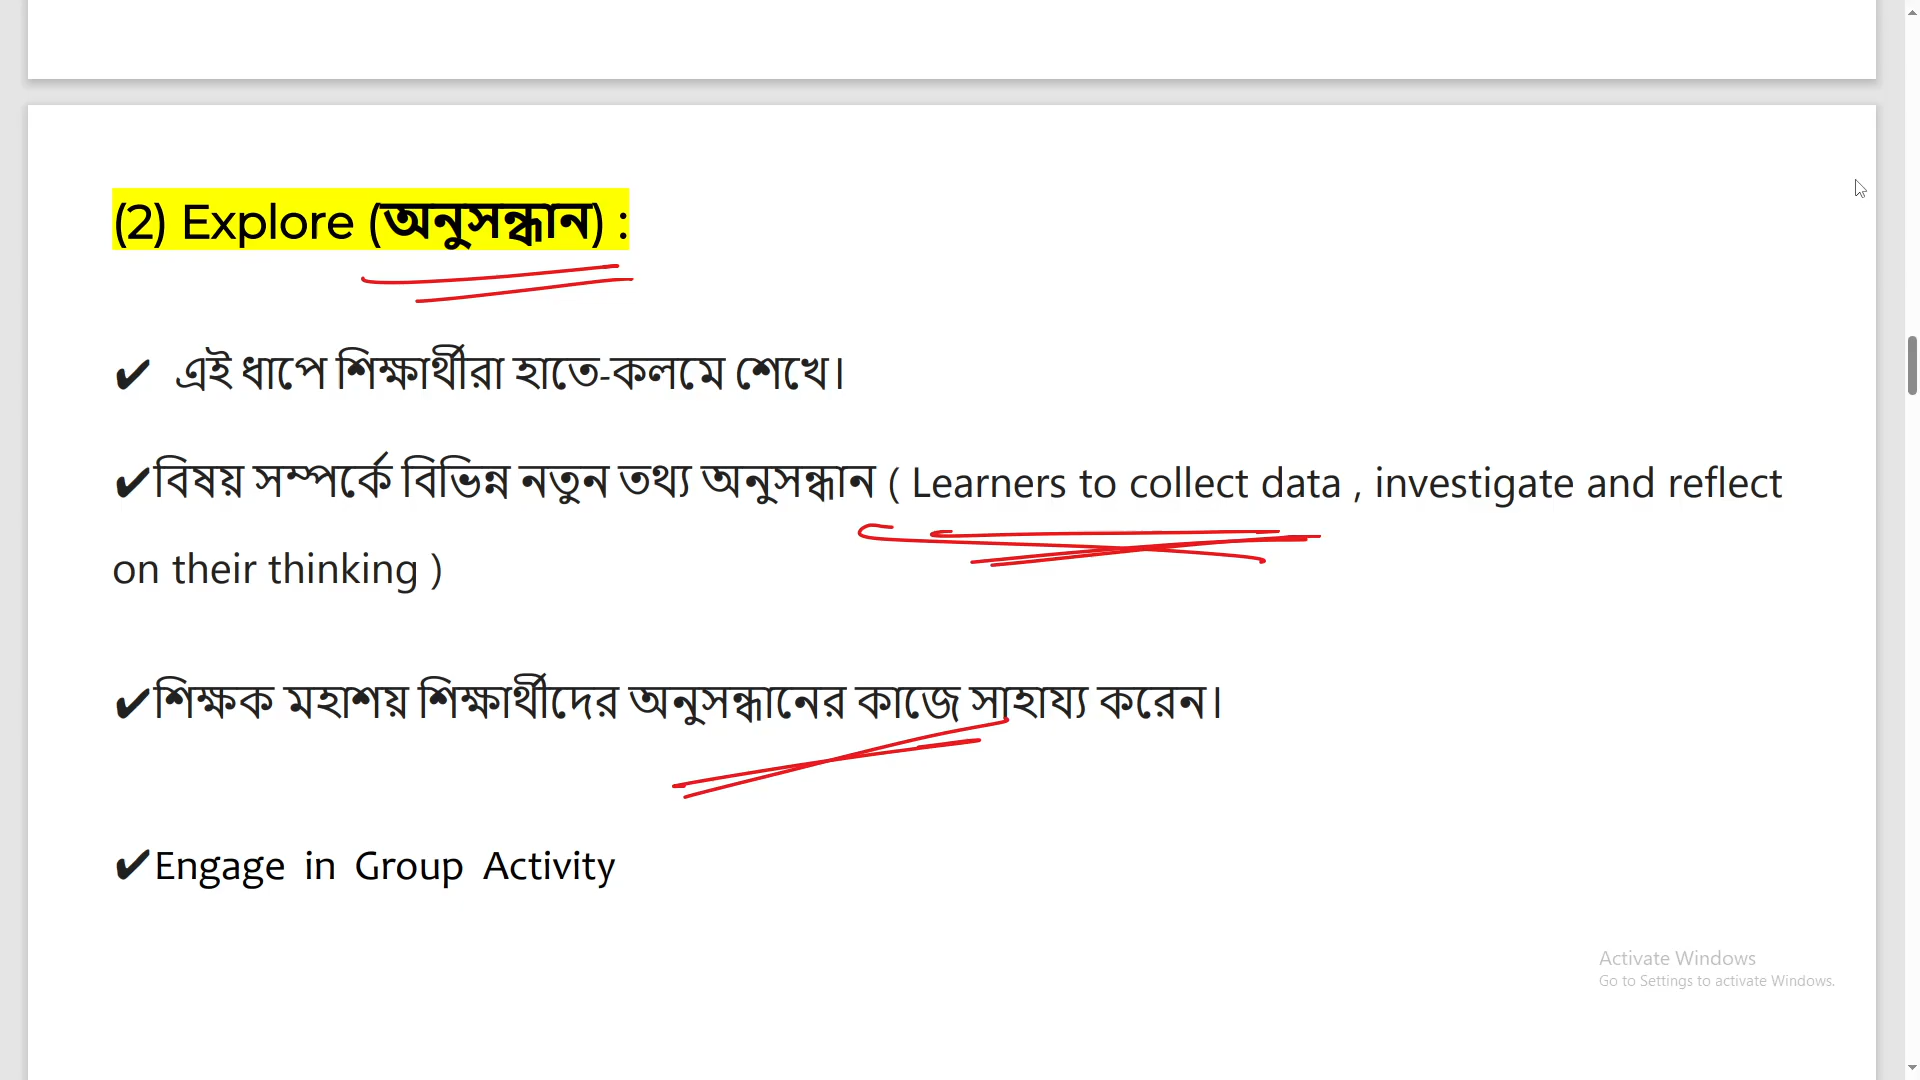 (2) Explore (অনুসন্ধান) :
✔ এই ধাপে শিক্ষার্থীরা হাতে-কলমে শেখে।
✔বিষয় সম্পর্কে বিভিন্ন নতুন তথ্য অনুসন্ধান ( Learners to collect data , investigate and reflect
on their thinking )
✔শিক্ষক মহাশয় শিক্ষার্থীদের অনুসন্ধানের কাজে সাহায্য করেন।
✔Engage in Group Activity
Activate Windows
Go to Settings to activate Windows.